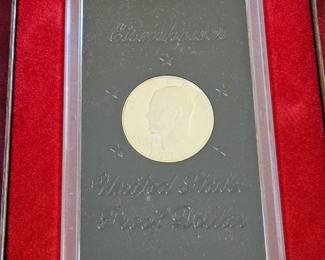 Eisenhower
United States
Proof Dollar